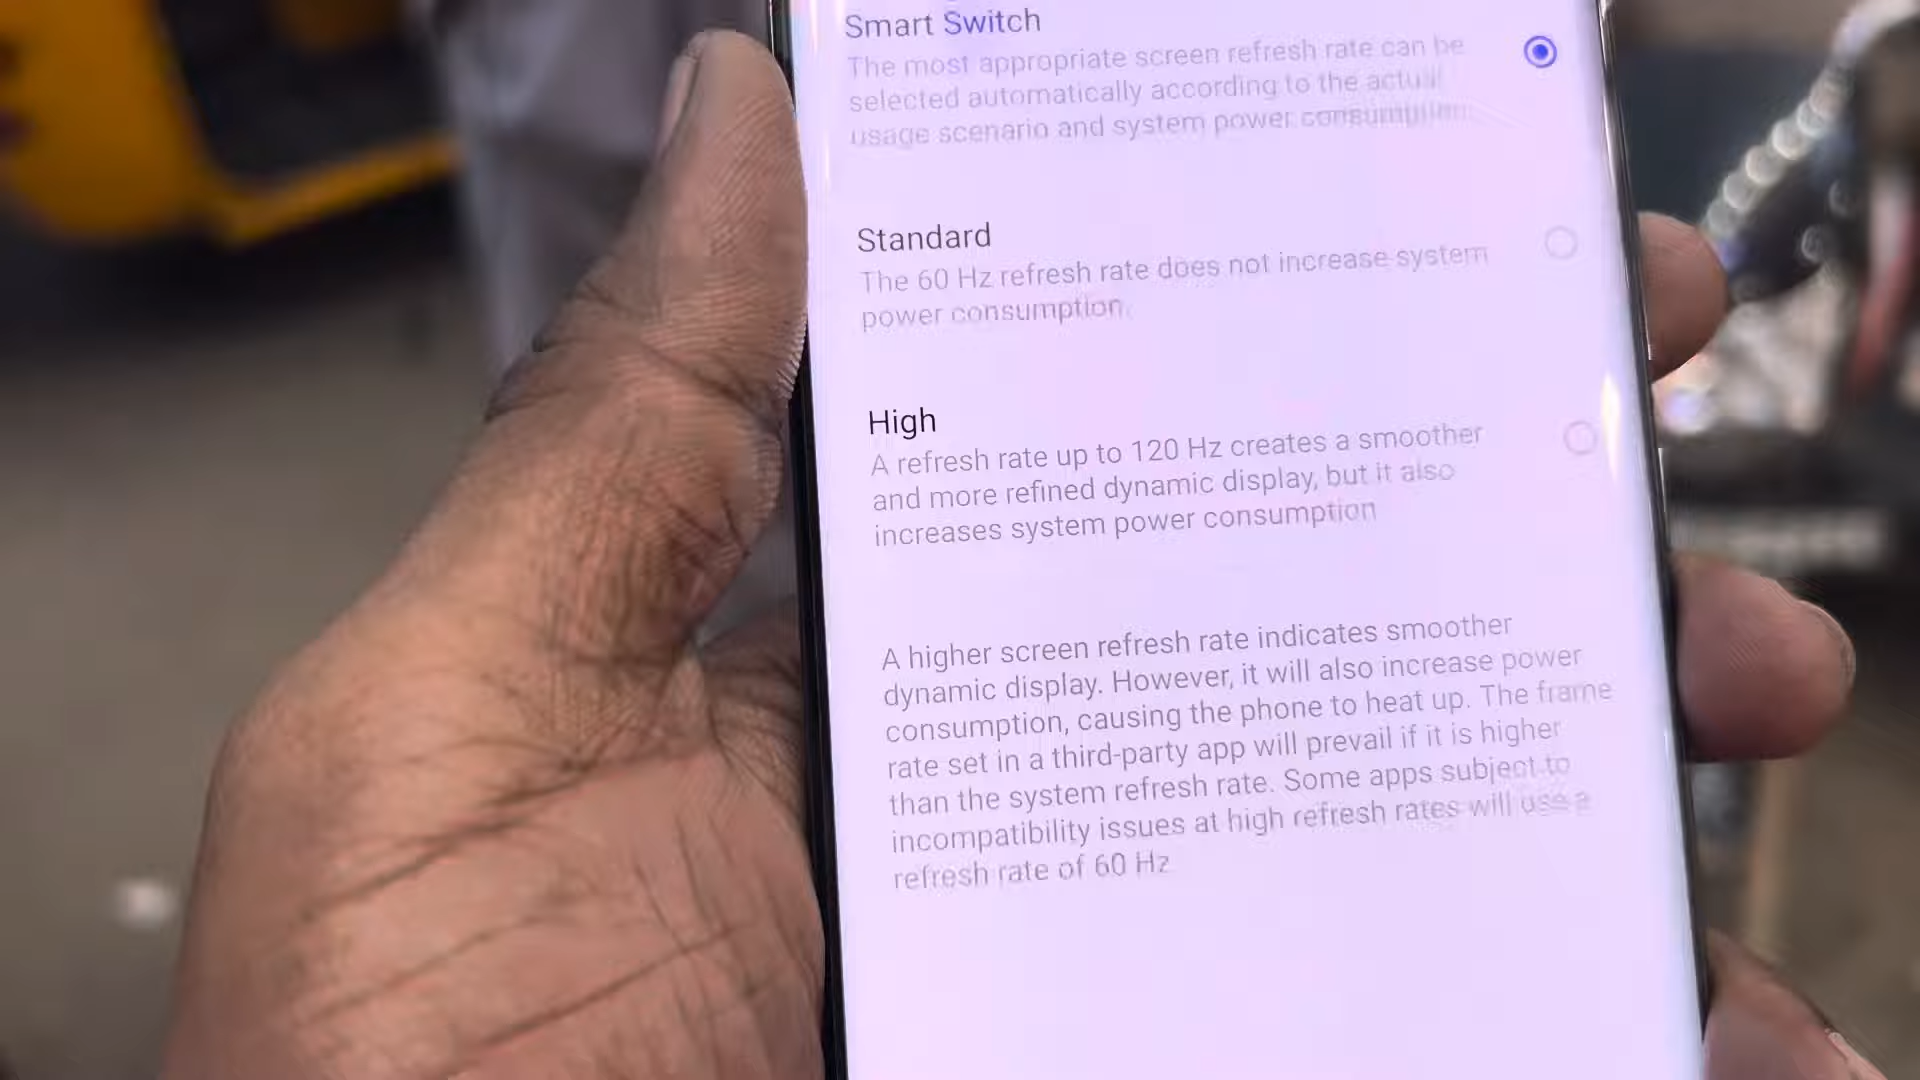 Smart Switch
The most appropriate screen refresh rate can be
selected automatically according to the actual
usage scenario and system power consumption
Standard
The 60 Hz refresh rate does not increase system
power consumption
High
A refresh rate up to 120 Hz creates a smoother
and more refined dynamic display, but it also
increases system power consumption
A higher screen refresh rate indicates smoother
dynamic display. However, it will also increase power
consumption, causing the phone to heat up. The frame
rate set in a third-party app will prevail if it is higher
than the system refresh rate. Some apps subject to
incompatibility issues at high refresh rates will use a
refresh rate of 60 Hz